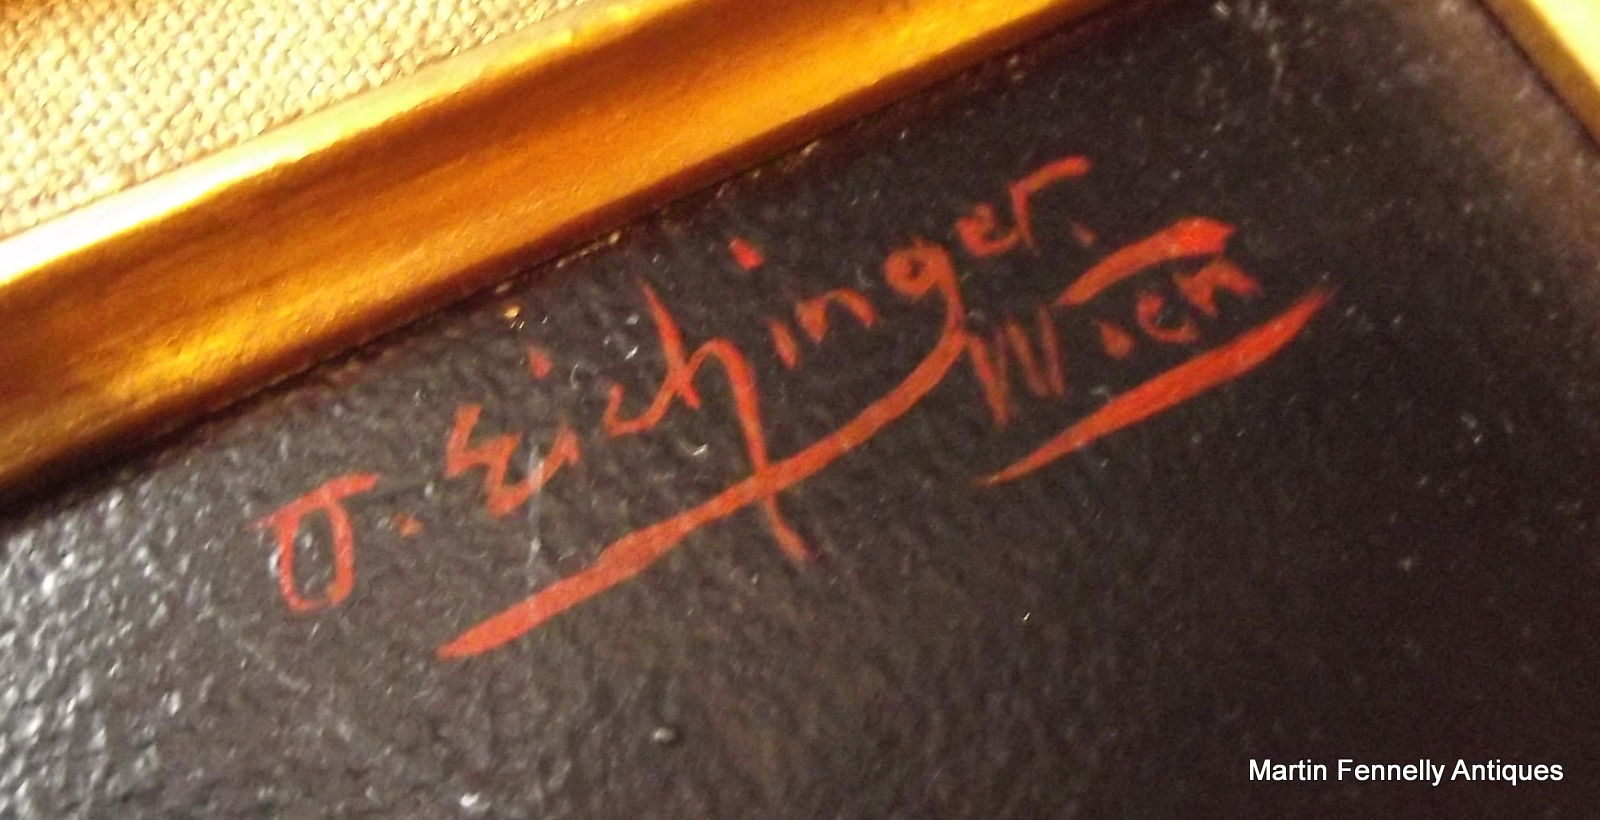 O. Eichinger.
Wien
Martin Fennelly Antiques